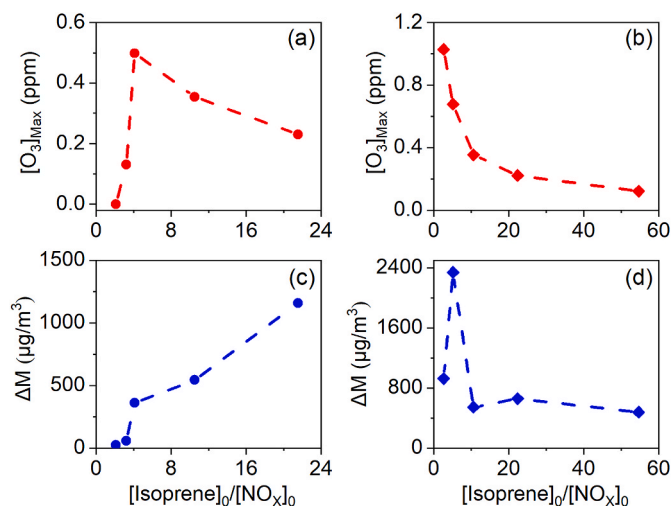 (a)
[O₃]Max (ppm)
0.6
0.4
0.2
0.0
0 8 16 24
(b)
[O₃]Max (ppm)
1.2
0.8
0.4
0.0
0 20 40 60
(c)
ΔM (μg/m³)
1500
1000
500
0
0 8 16 24
[Isoprene]₀/[NOX]₀
(d)
ΔM (μg/m³)
2400
1600
800
0
0 20 40 60
[Isoprene]₀/[NOX]₀